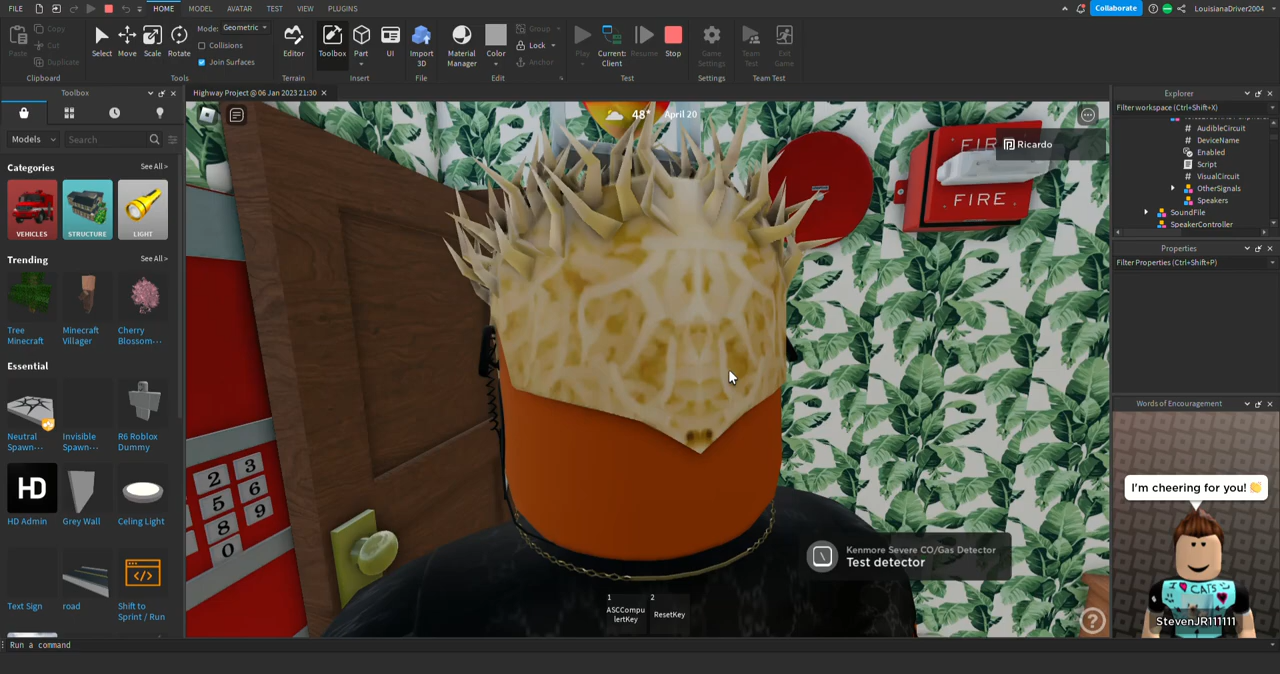 FILE
HOME
MODEL
AVATAR
TEST
VIEW
PLUGINS
Collaborate
LouisianaDriver2004
Paste
Copy
Cut
Duplicate
Clipboard
Select
Move
Scale
Rotate
Mode:
Geometric
Collisions
Join Surfaces
Tools
Editor
Terrain
Toolbox
Part
UI
Insert
Import
3D
File
Material
Manager
Color
Group
Lock
Anchor
Edit
Play
Current:
Client
Resume
Stop
Test
Game
Settings
Settings
Team
Test
Exit
Game
Team Test
Toolbox
Highway Project @ 06 Jan 2023 21:30
Models
Search
Categories
See All >
VEHICLES
STRUCTURE
LIGHT
Trending
See All >
Tree
Minecraft
Minecraft
Villager
Cherry
Blossom···
Essential
Neutral
Spawn···
Invisible
Spawn···
R6 Roblox
Dummy
HD
HD Admin
Grey Wall
Celing Light
Text Sign
road
Shift to
Sprint / Run
48°
April 20
Ricardo
FIRE
FIRE
2 3
5 6
8 9
0
Kenmore Severe CO/Gas Detector
Test detector
1
ASCCompu
lertKey
2
ResetKey
?
Explorer
Filter workspace (Ctrl+Shift+X)
AudibleCircuit
DeviceName
Enabled
Script
VisualCircuit
OtherSignals
Speakers
SoundFile
SpeakerController
Properties
Filter Properties (Ctrl+Shift+P)
Words of Encouragement
I'm cheering for you! 👏
I ♥ CATS
StevenJR111111
Run a command